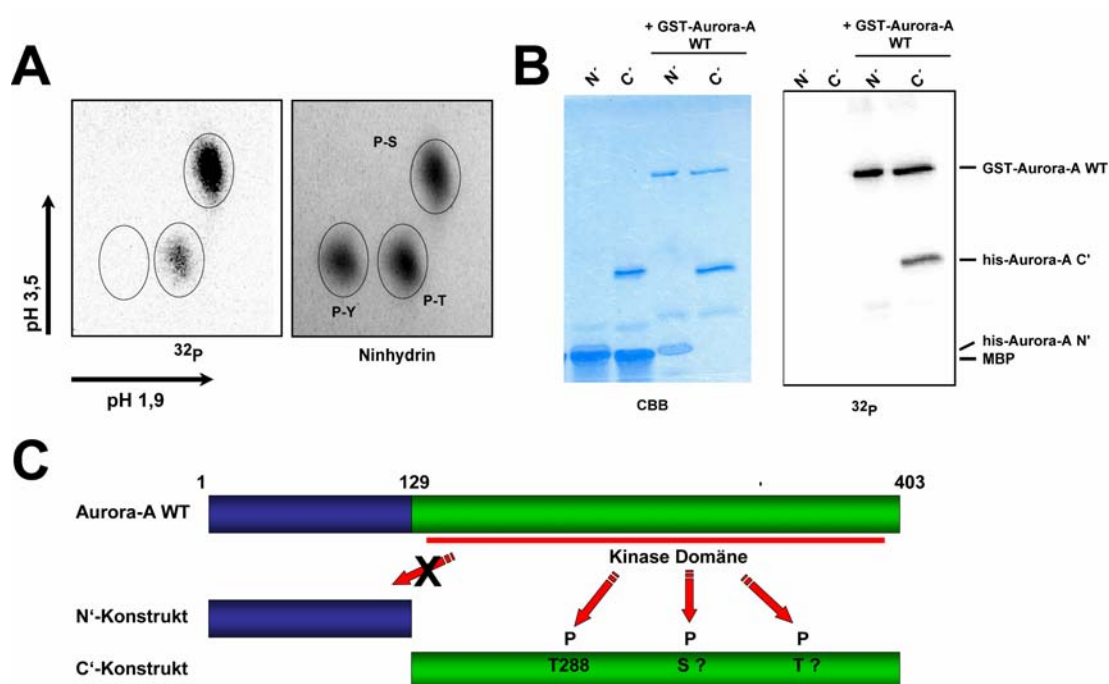 A
P-S
P-Y
P-T
pH 3,5
32P
Ninhydrin
pH 1,9
B
+ GST-Aurora-A
WT
N'
C'
N'
C'
+ GST-Aurora-A
WT
N'
C'
N'
C'
GST-Aurora-A WT
his-Aurora-A C'
his-Aurora-A N'
MBP
CBB
32P
C
1
129
403
Aurora-A WT
Kinase Domäne
X
N'-Konstrukt
P
P
P
C'-Konstrukt
T288
S ?
T ?